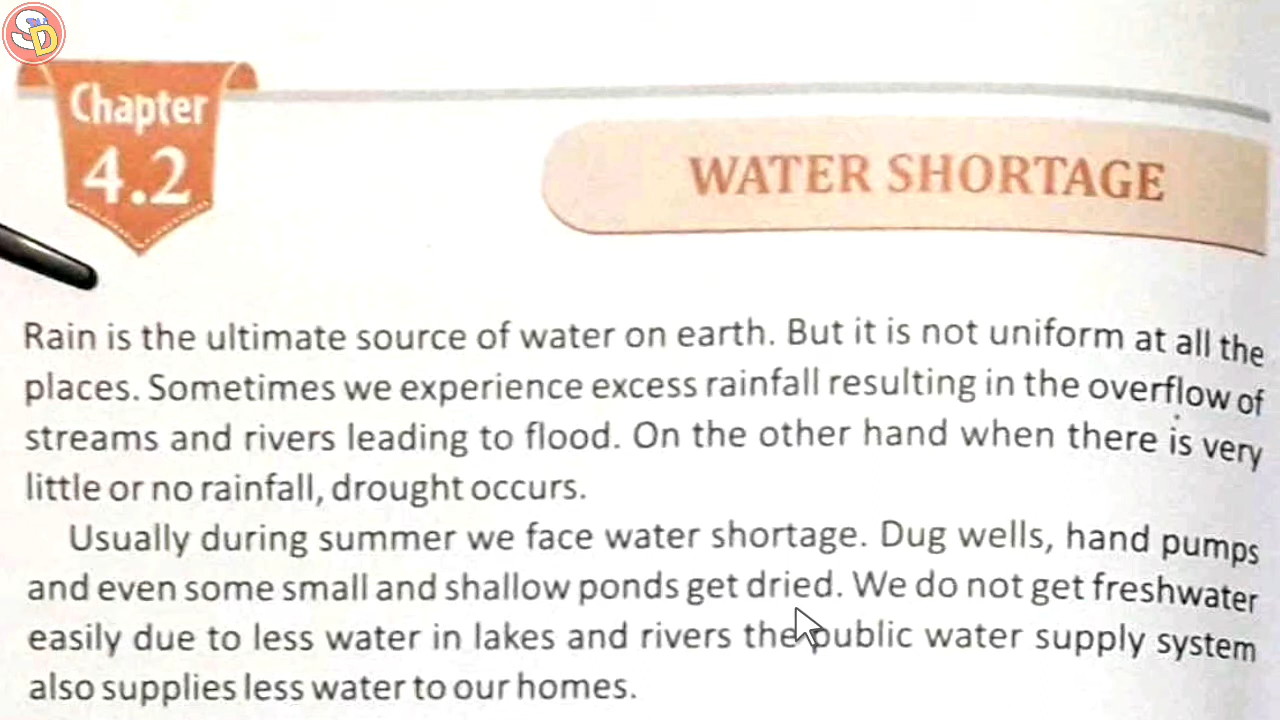 Chapter
4.2
WATER SHORTAGE
Rain is the ultimate source of water on earth. But it is not uniform at all the
places. Sometimes we experience excess rainfall resulting in the overflow of
streams and rivers leading to flood. On the other hand when there is very
little or no rainfall, drought occurs.
Usually during summer we face water shortage. Dug wells, hand pumps
and even some small and shallow ponds get dried. We do not get freshwater
easily due to less water in lakes and rivers the public water supply system
also supplies less water to our homes.